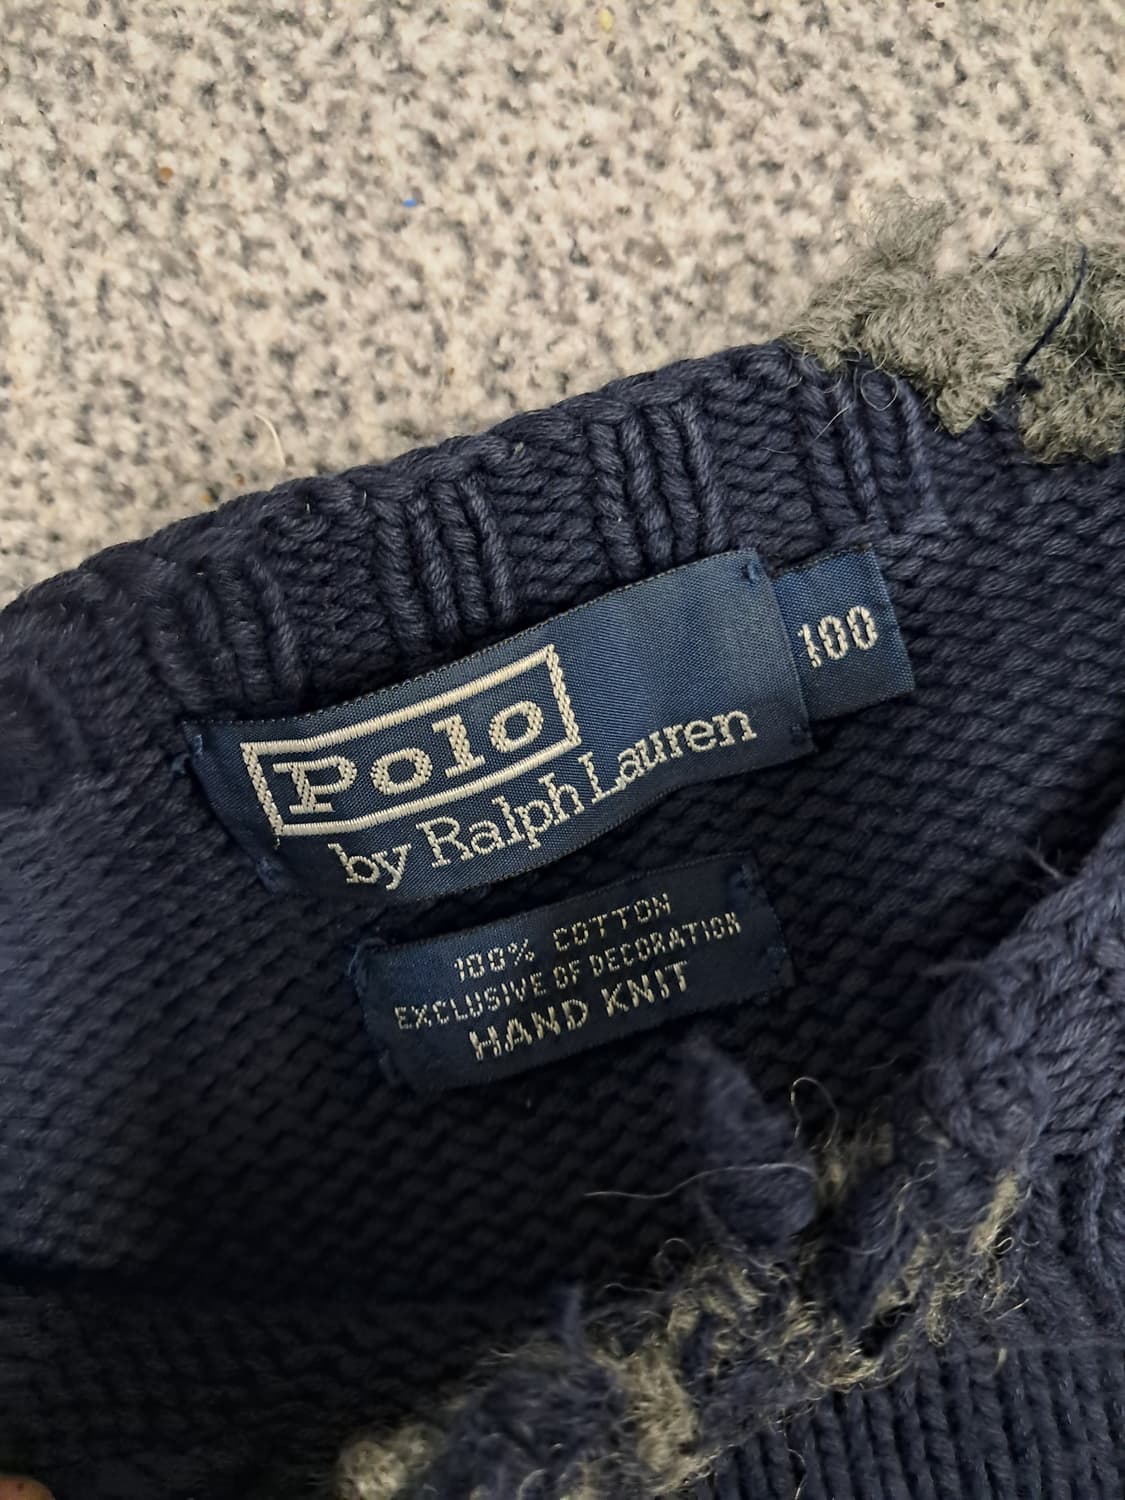 Polo
by Ralph Lauren
100
100% COTTON
EXCLUSIVE OF DECORATION
HAND KNIT